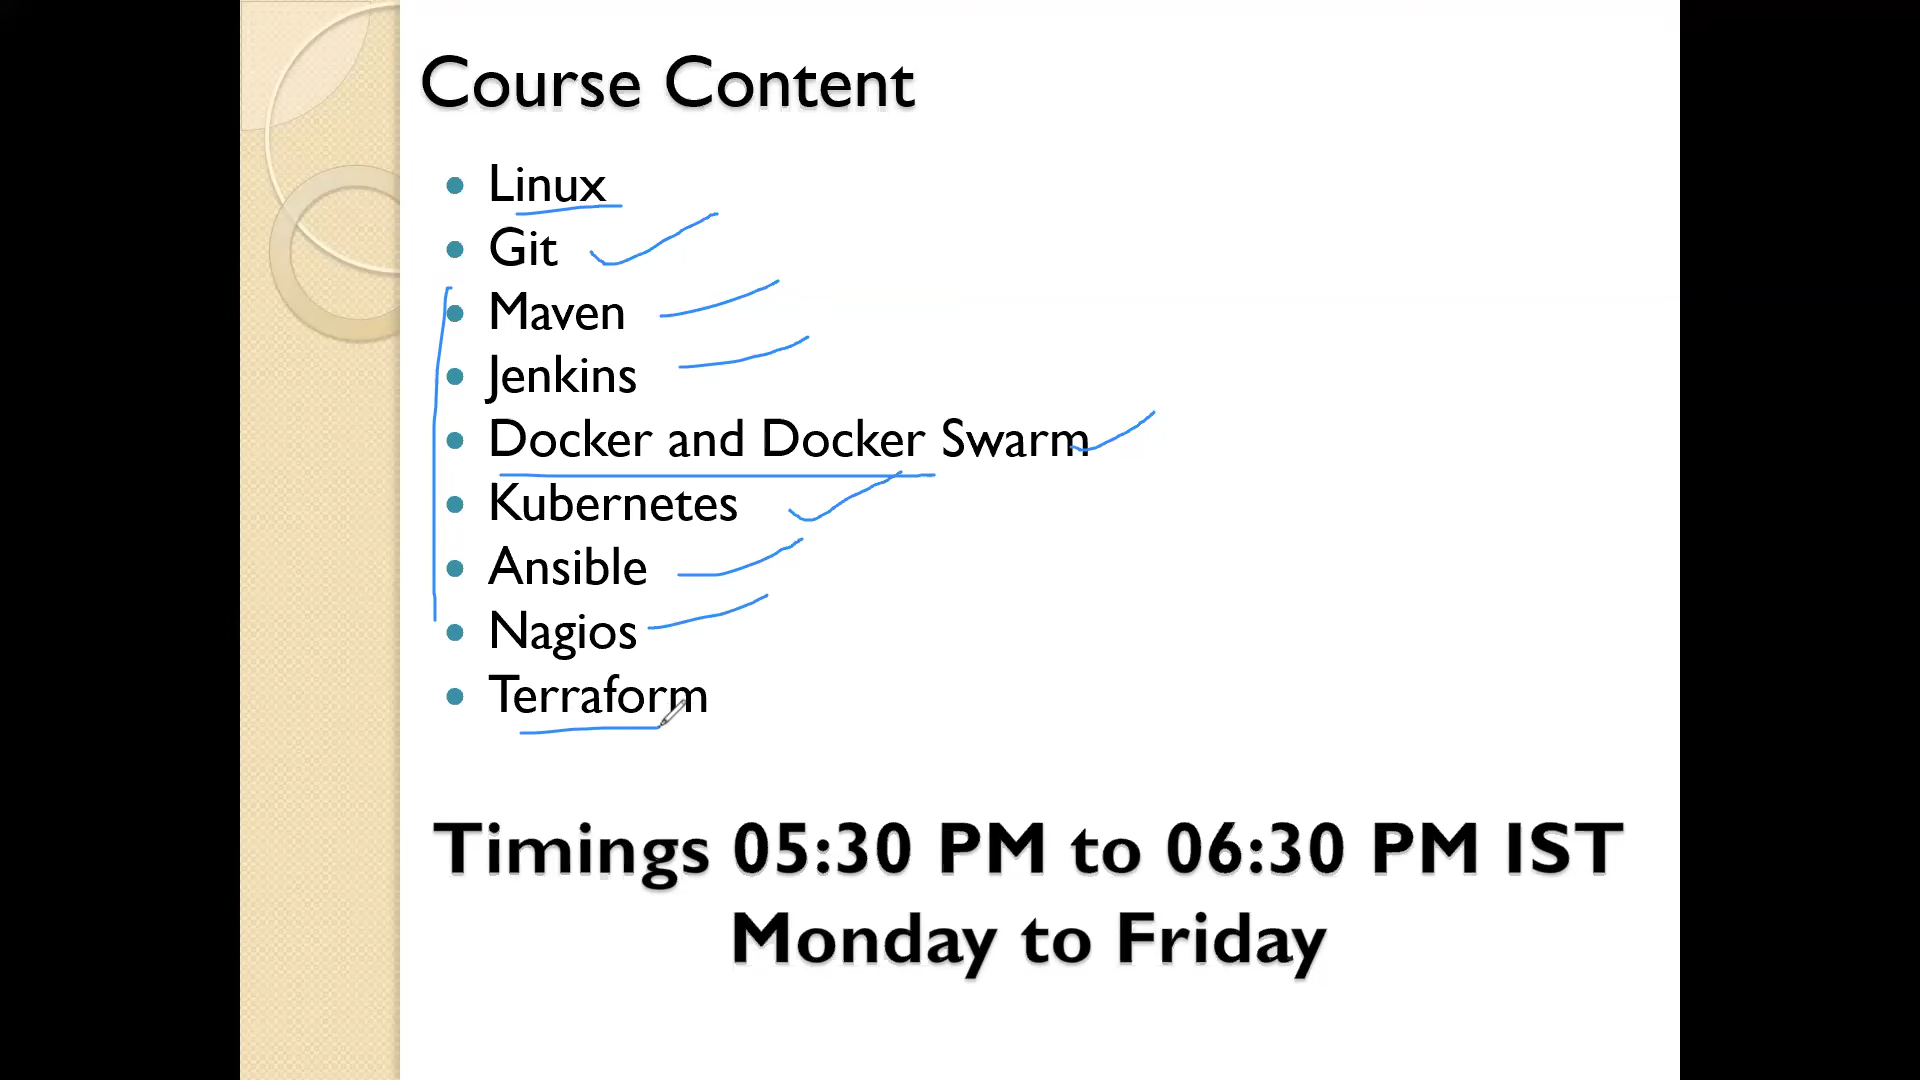 Course Content
Linux
Git
Maven
Jenkins
Docker and Docker Swarm
Kubernetes
Ansible
Nagios
Terraform
Timings 05:30 PM to 06:30 PM IST
Monday to Friday